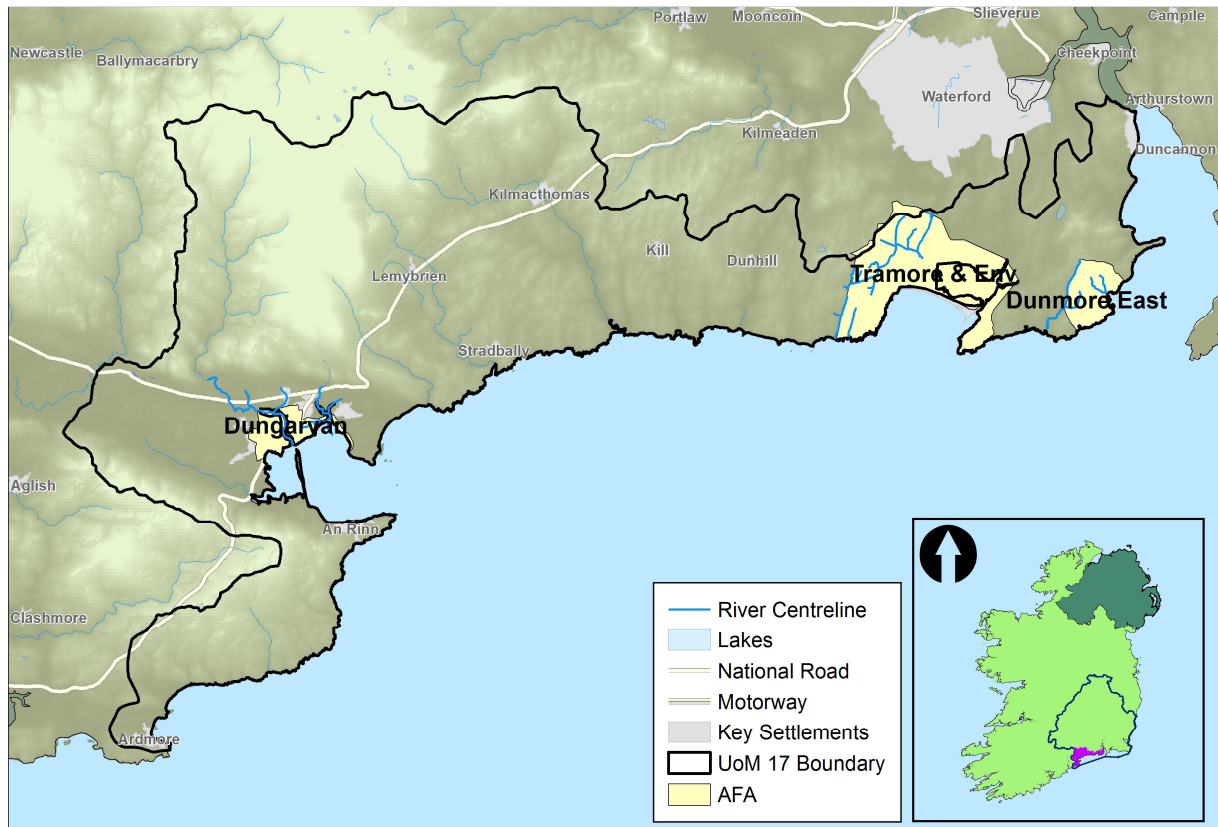 Portlaw
Mooncoin
Slieverue
Campile
Newcastle
Ballymacarbry
Cheekpoint
Waterford
Arthurstown
Kilmeaden
Duncannon
Kilmacthomas
Kill
Dunhill
Lemybrien
Tramore & Env
Dunmore East
Stradbally
Dungarvan
Aglish
An Rinn
Clashmore
Ardmore
River Centreline
Lakes
National Road
Motorway
Key Settlements
UoM 17 Boundary
AFA